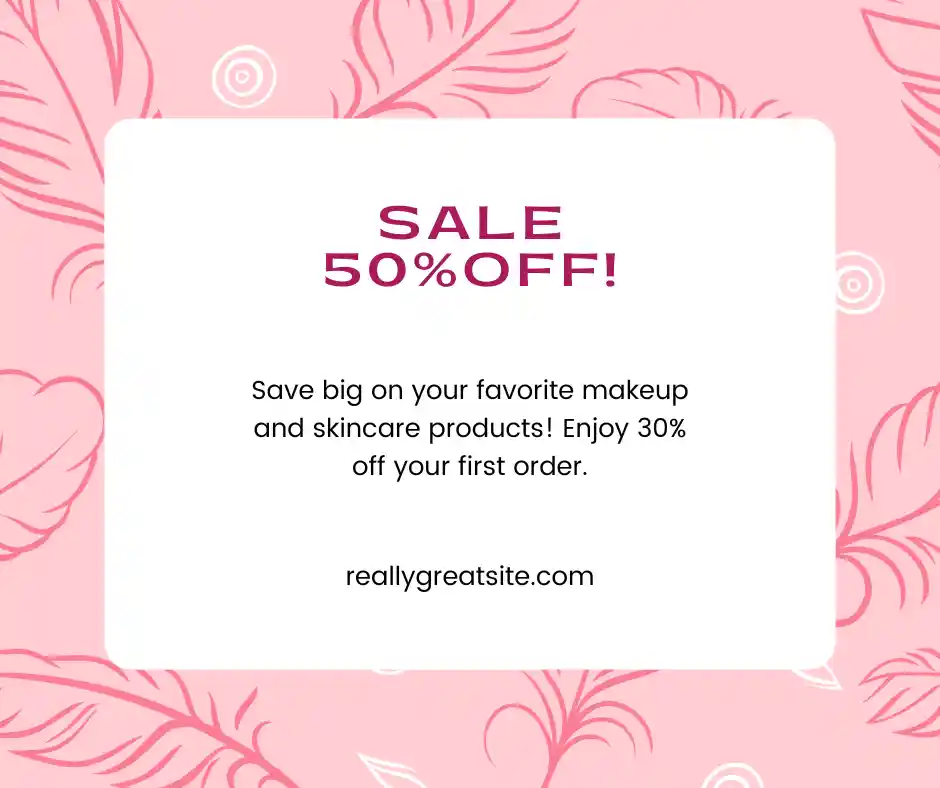 SALE
50%OFF!
Save big on your favorite makeup
and skincare products! Enjoy 30%
off your first order.
reallygreatsite.com